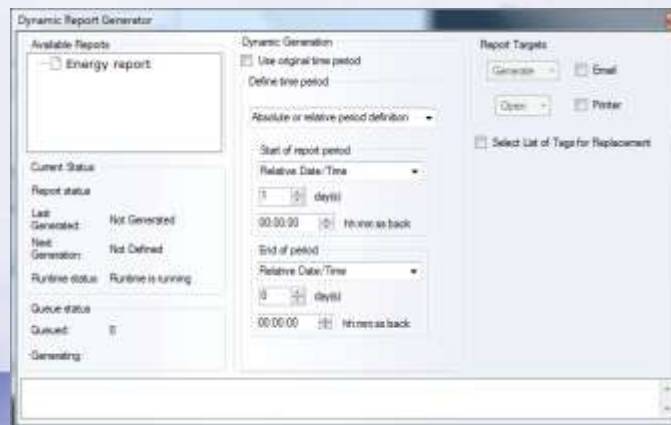 Dynamic Report Generator
Available Reports
Energy report
Current Status
Report status
Last Generated: Not Generated
Next Generation: Not Defined
Runtime status: Runtime is running
Queue status
Queued: 0
Generating:
Dynamic Generation
Use original time period
Define time period
Absolute or relative period definition
Start of report period
Relative Date/Time
1 day(s)
00:00:00 hh:mm:ss back
End of period
Relative Date/Time
0 day(s)
00:00:00 hh:mm:ss back
Report Targets
Generate Email
Open Printer
Select List of Tags for Replacement